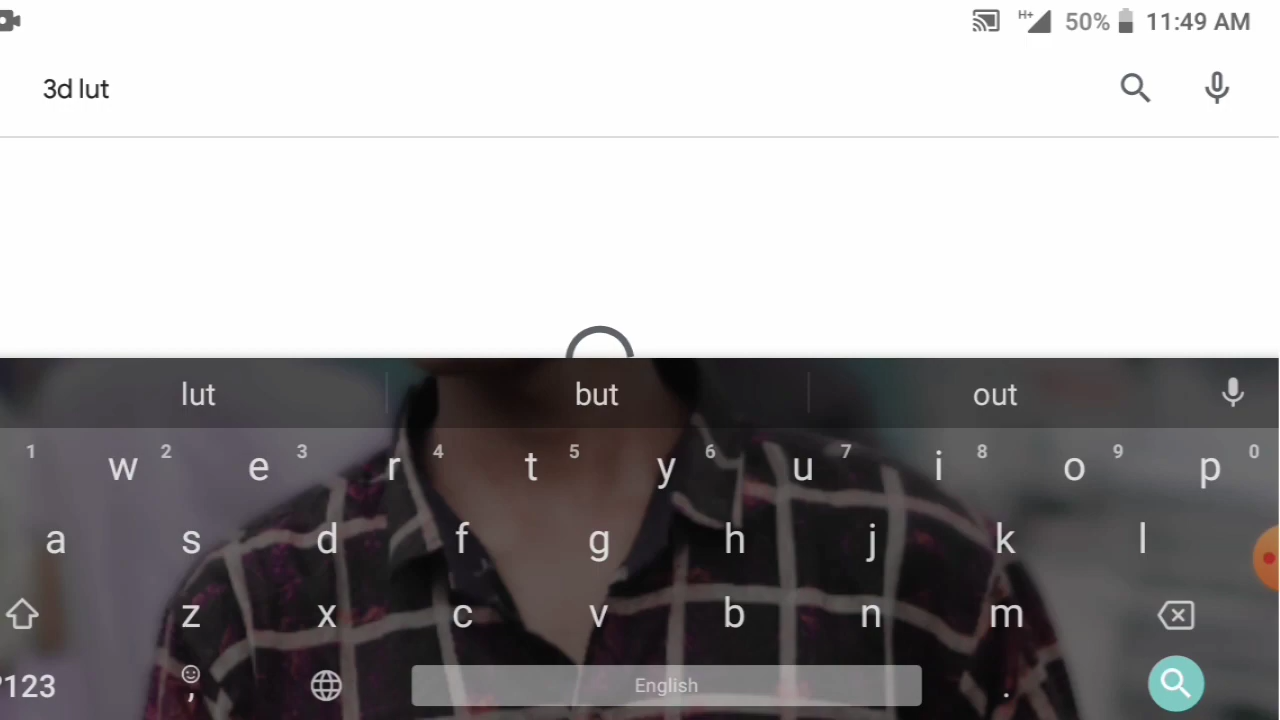 H+ 50% 11:49 AM
3d lut
lut but out
1 2 3 4 5 6 7 8 9 0
w e r t y u i o p
a s d f g h j k l
z x c v b n m
?123 , English .